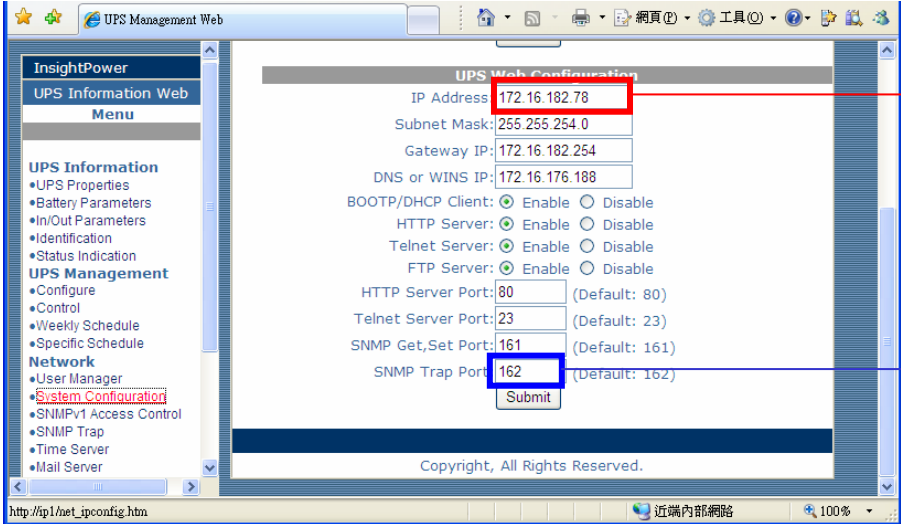 UPS Management Web
網頁(P)
工具(O)
InsightPower
UPS Information Web
Menu
UPS Information
UPS Properties
Battery Parameters
In/Out Parameters
Identification
Status Indication
UPS Management
Configure
Control
Weekly Schedule
Specific Schedule
Network
User Manager
System Configuration
SNMPv1 Access Control
SNMP Trap
Time Server
Mail Server
UPS Web Configuration
IP Address: 172.16.182.78
Subnet Mask: 255.255.254.0
Gateway IP: 172.16.182.254
DNS or WINS IP: 172.16.176.188
BOOTP/DHCP Client: Enable Disable
HTTP Server: Enable Disable
Telnet Server: Enable Disable
FTP Server: Enable Disable
HTTP Server Port: 80 (Default: 80)
Telnet Server Port: 23 (Default: 23)
SNMP Get,Set Port: 161 (Default: 161)
SNMP Trap Port 162 (Default: 162)
Submit
Copyright, All Rights Reserved.
http://ip1/net_ipconfig.htm
近端內部網路
100%